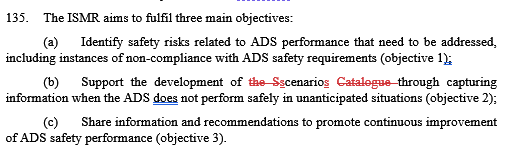 135. The ISMR aims to fulfil three main objectives:
(a) Identify safety risks related to ADS performance that need to be addressed,
including instances of non-compliance with ADS safety requirements (objective 1);
(b) Support the development of the Sscenarios Catalogue through capturing
information when the ADS does not perform safely in unanticipated situations (objective 2);
(c) Share information and recommendations to promote continuous improvement
of ADS safety performance (objective 3).